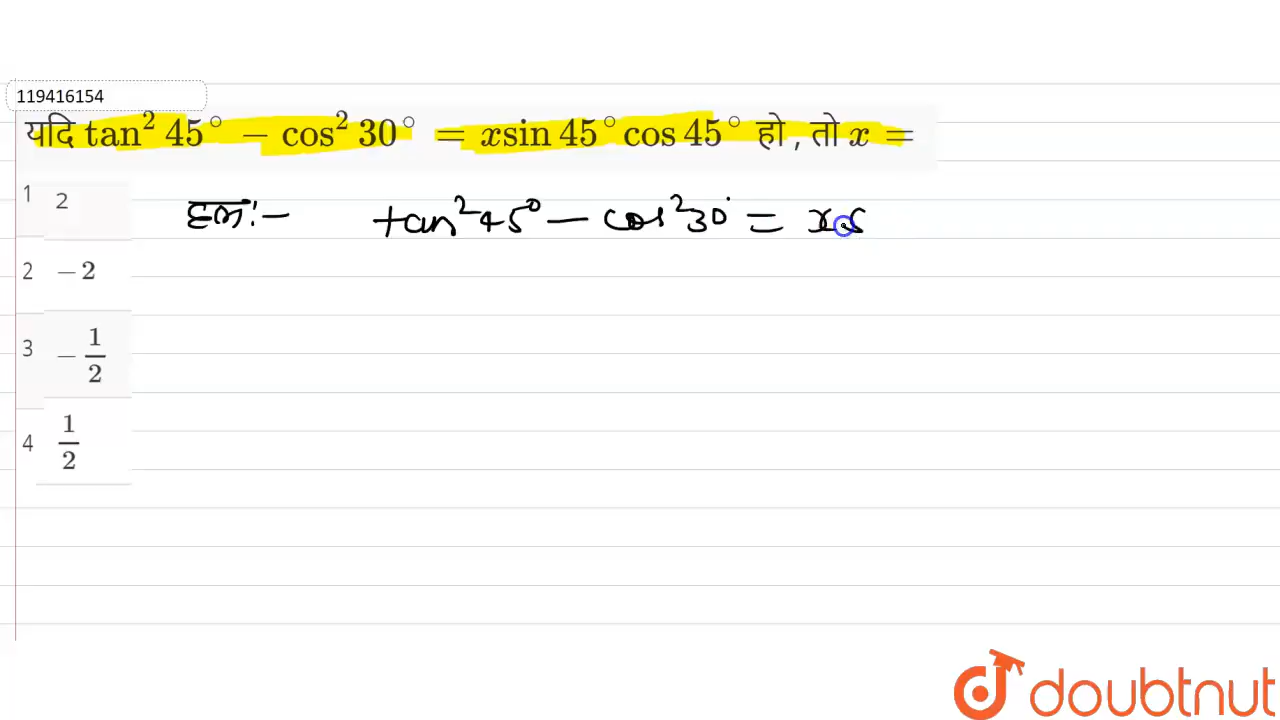 119416154
यदि tan² 45° − cos² 30° = x sin 45° cos 45° हो , तो x =
हल:- tan²45° − cos²30° = xs
1 2
2 −2
3 −1/2
4 1/2
doubtnut